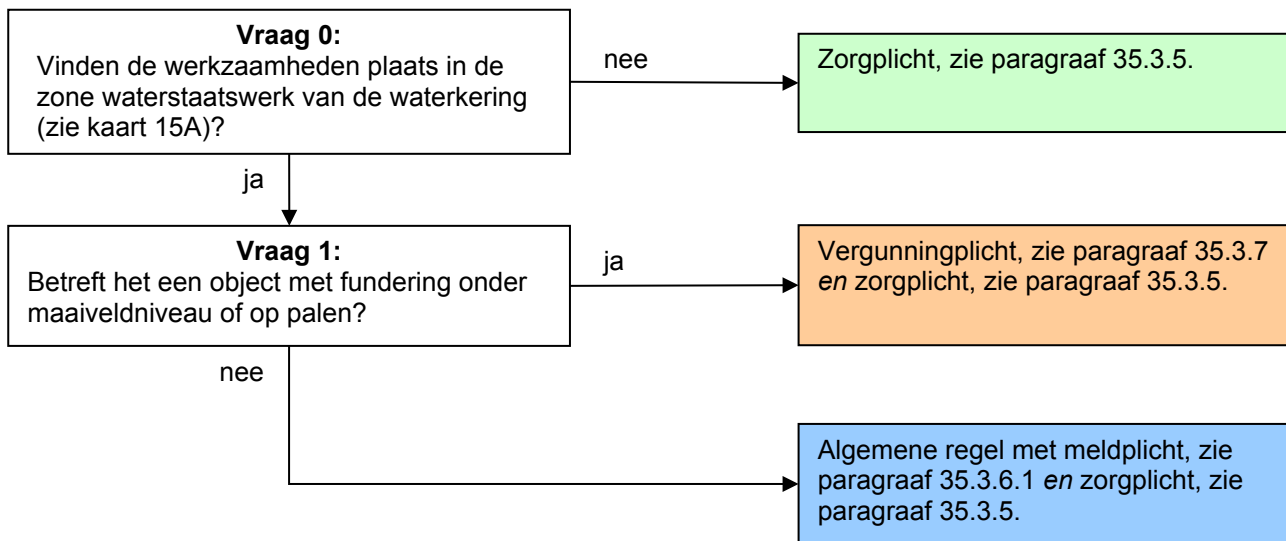 Vraag 0:
Vinden de werkzaamheden plaats in de
zone waterstaatswerk van de waterkering
(zie kaart 15A)?
nee
Zorgplicht, zie paragraaf 35.3.5.
ja
Vraag 1:
Betreft het een object met fundering onder
maaiveldniveau of op palen?
ja
Vergunningplicht, zie paragraaf 35.3.7
en zorgplicht, zie paragraaf 35.3.5.
nee
Algemene regel met meldplicht, zie
paragraaf 35.3.6.1 en zorgplicht, zie
paragraaf 35.3.5.